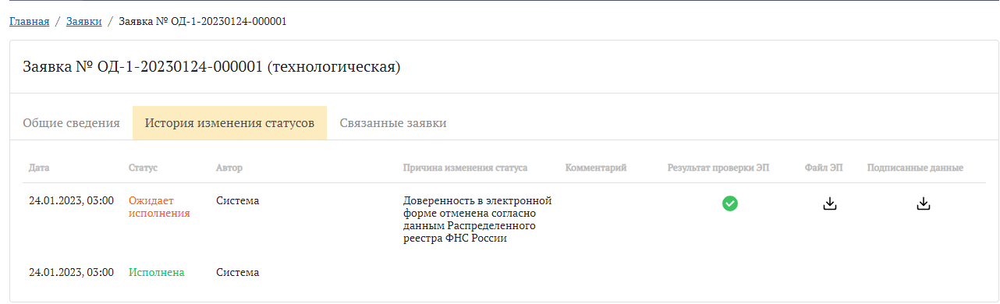 Главная / Заявки / Заявка № ОД-1-20230124-000001
Заявка № ОД-1-20230124-000001 (технологическая)
Общие сведения История изменения статусов Связанные заявки
Дата Статус Автор Причина изменения статуса Комментарий Результат проверки ЭП Файл ЭП Подписанные данные
24.01.2023, 03:00 Ожидает Система Доверенность в электронной
исполнения форме отменена согласно
данным Распределенного
реестра ФНС России
24.01.2023, 03:00 Исполнена Система